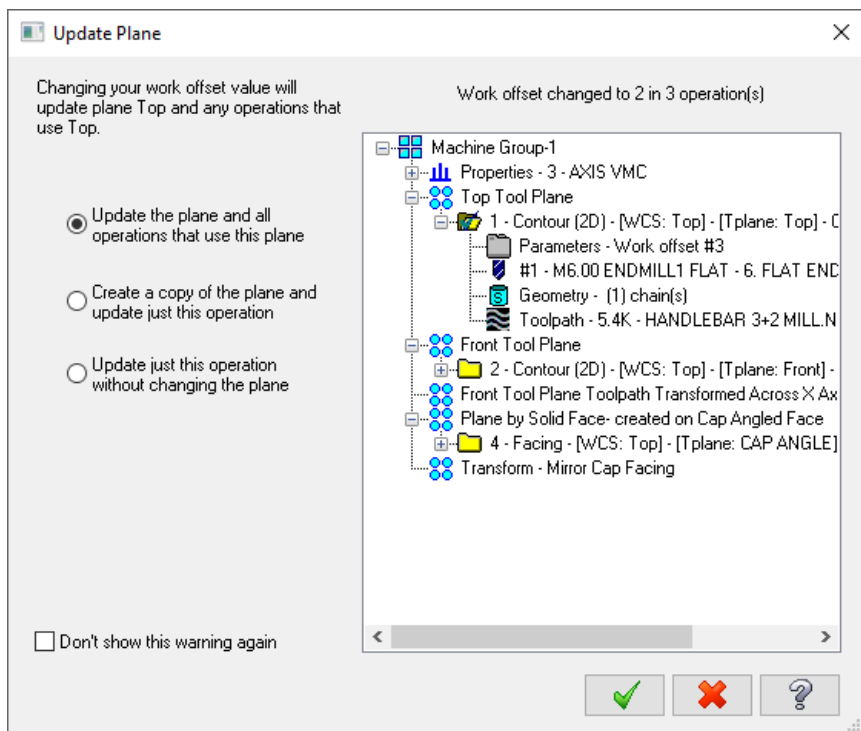 Update Plane
Changing your work offset value will
update plane Top and any operations that
use Top.
Update the plane and all
operations that use this plane
Create a copy of the plane and
update just this operation
Update just this operation
without changing the plane
Don't show this warning again
Work offset changed to 2 in 3 operation(s)
Machine Group-1
Properties - 3 - AXIS VMC
Top Tool Plane
1 - Contour (2D) - [WCS: Top] - [Tplane: Top] - C
Parameters - Work offset #3
#1 - M6.00 ENDMILL1 FLAT - 6. FLAT END
Geometry - (1) chain(s)
Toolpath - 5.4K - HANDLEBAR 3+2 MILL.N
Front Tool Plane
2 - Contour (2D) - [WCS: Top] - [Tplane: Front] -
Front Tool Plane Toolpath Transformed Across X Ax
Plane by Solid Face- created on Cap Angled Face
4 - Facing - [WCS: Top] - [Tplane: CAP ANGLE]
Transform - Mirror Cap Facing